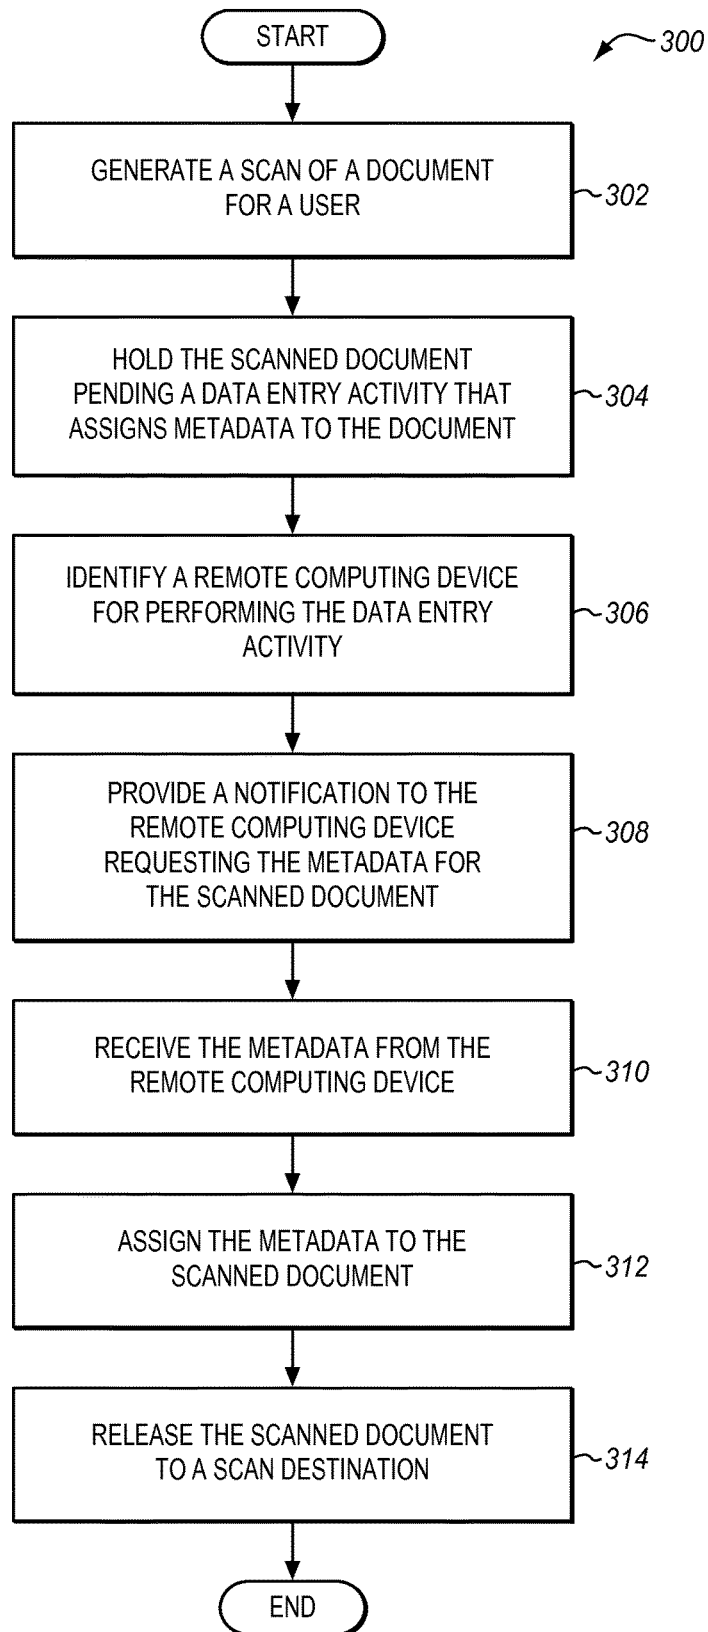 START
300
GENERATE A SCAN OF A DOCUMENT
FOR A USER
302
HOLD THE SCANNED DOCUMENT
PENDING A DATA ENTRY ACTIVITY THAT
ASSIGNS METADATA TO THE DOCUMENT
304
IDENTIFY A REMOTE COMPUTING DEVICE
FOR PERFORMING THE DATA ENTRY
ACTIVITY
306
PROVIDE A NOTIFICATION TO THE
REMOTE COMPUTING DEVICE
REQUESTING THE METADATA FOR
THE SCANNED DOCUMENT
308
RECEIVE THE METADATA FROM THE
REMOTE COMPUTING DEVICE
310
ASSIGN THE METADATA TO THE
SCANNED DOCUMENT
312
RELEASE THE SCANNED DOCUMENT
TO A SCAN DESTINATION
314
END